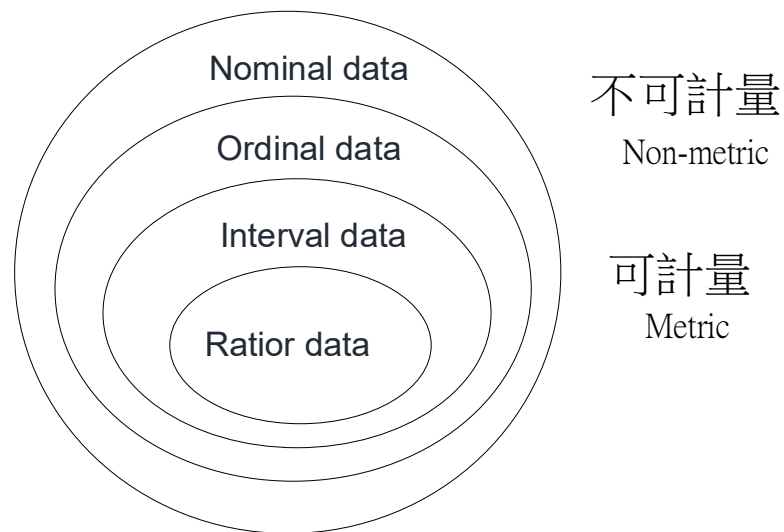 Nominal data
不可計量
Non-metric
Ordinal data
Interval data
可計量
Metric
Ratior data